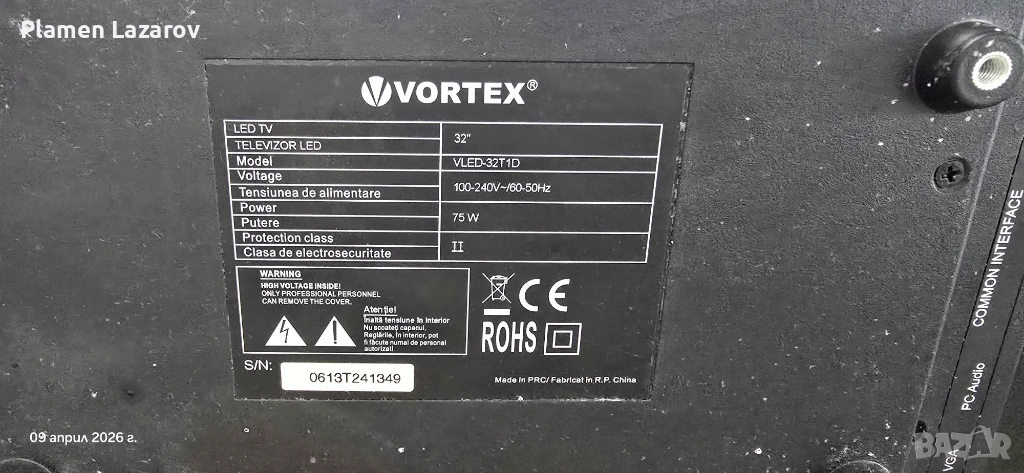 Plamen Lazarov
VORTEX®
LED TV
TELEVIZOR LED
32"
Model
VLED-32T1D
Voltage
Tensiunea de alimentare
100-240V~/60-50Hz
Power
Putere
75 W
Protection class
Clasa de electrosecuritate
II
WARNING
HIGH VOLTAGE INSIDE!
ONLY PROFESSIONAL PERSONNEL
CAN REMOVE THE COVER.
Atenţie!
Inaltă tensiune în interior
Nu scoateţi capacul.
Reglările, în interior, pot
fi făcute numai de personal
autorizat!
CE
ROHS
S/N:
0613T241349
Made in PRC/ Fabricat in R.P. China
COMMON INTERFACE
PC Audio
VGA
09 април 2026 г.
BAZAR